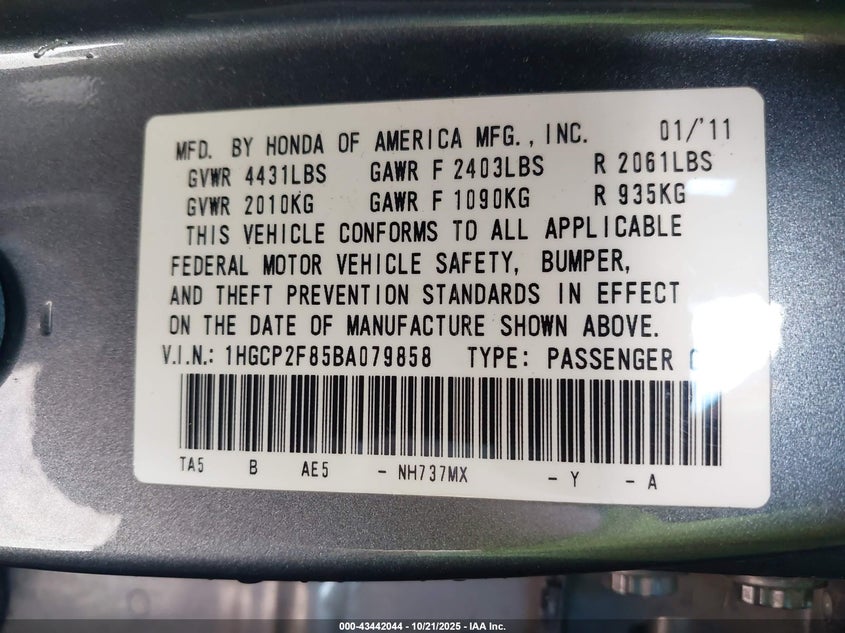 MFD. BY HONDA OF AMERICA MFG., INC. 01/'11
GVWR 4431LBS GAWR F 2403LBS R 2061LBS
GVWR 2010KG GAWR F 1090KG R 935KG
THIS VEHICLE CONFORMS TO ALL APPLICABLE
FEDERAL MOTOR VEHICLE SAFETY, BUMPER,
AND THEFT PREVENTION STANDARDS IN EFFECT
ON THE DATE OF MANUFACTURE SHOWN ABOVE.
V.I.N.: 1HGCP2F85BA079858 TYPE: PASSENGER
TA5 B AE5 - NH737MX - Y - A
000-43442044 - 10/21/2025 - IAA Inc.